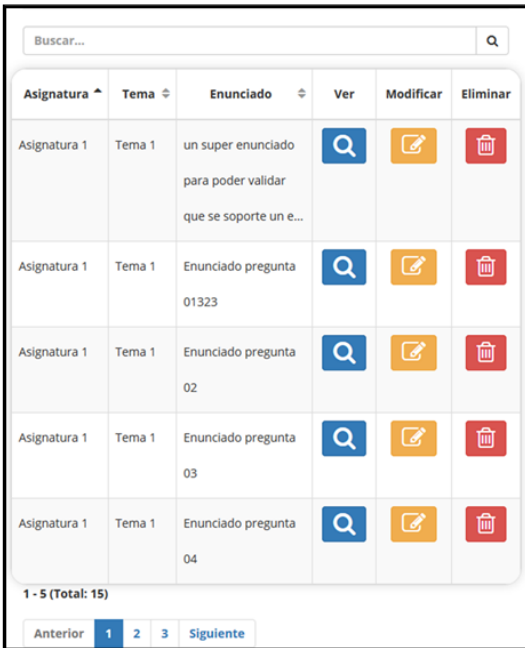 Buscar...
Asignatura Tema Enunciado Ver Modificar Eliminar
Asignatura 1 Tema 1 un super enunciado
para poder validar
que se soporte un e...
Asignatura 1 Tema 1 Enunciado pregunta
01323
Asignatura 1 Tema 1 Enunciado pregunta
02
Asignatura 1 Tema 1 Enunciado pregunta
03
Asignatura 1 Tema 1 Enunciado pregunta
04
1 - 5 (Total: 15)
Anterior 1 2 3 Siguiente